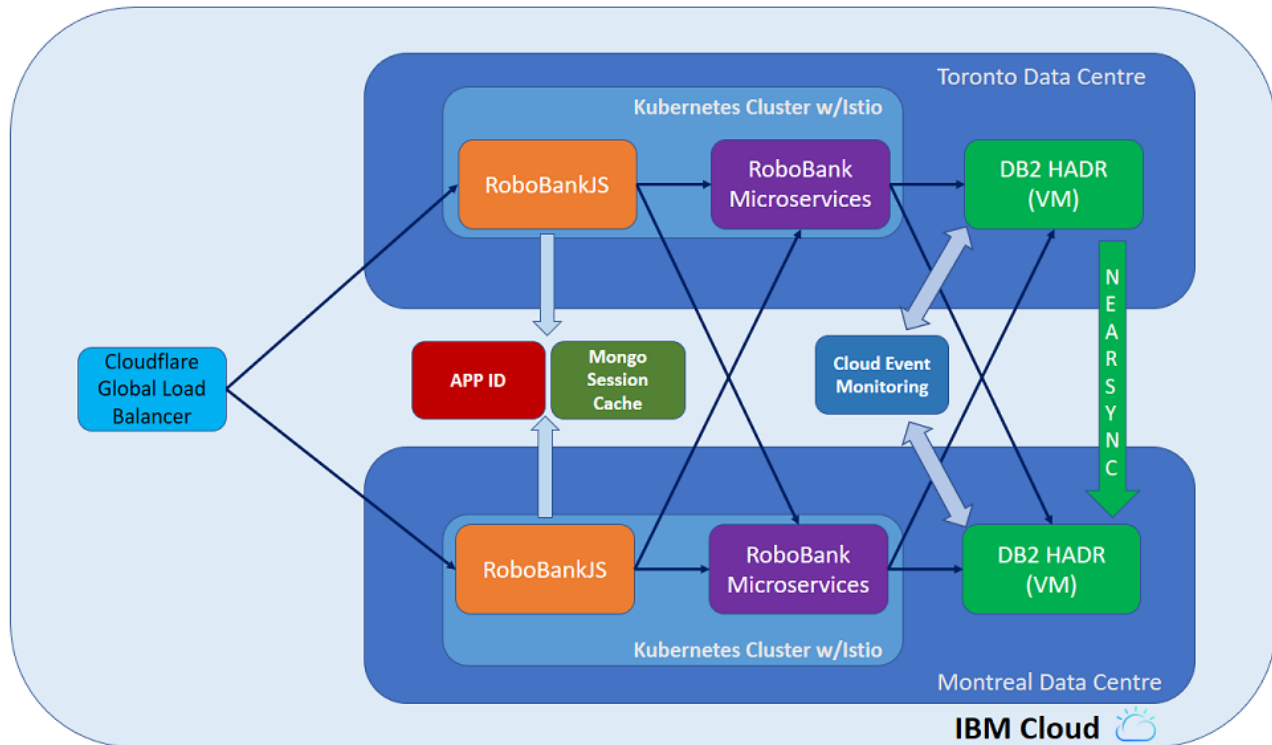 Toronto Data Centre
Kubernetes Cluster w/Istio
RoboBankJS
RoboBank
Microservices
DB2 HADR
(VM)
Cloudflare
Global Load
Balancer
APP ID
Mongo
Session
Cache
Cloud Event
Monitoring
NEARSYNC
RoboBankJS
RoboBank
Microservices
DB2 HADR
(VM)
Kubernetes Cluster w/Istio
Montreal Data Centre
IBM Cloud